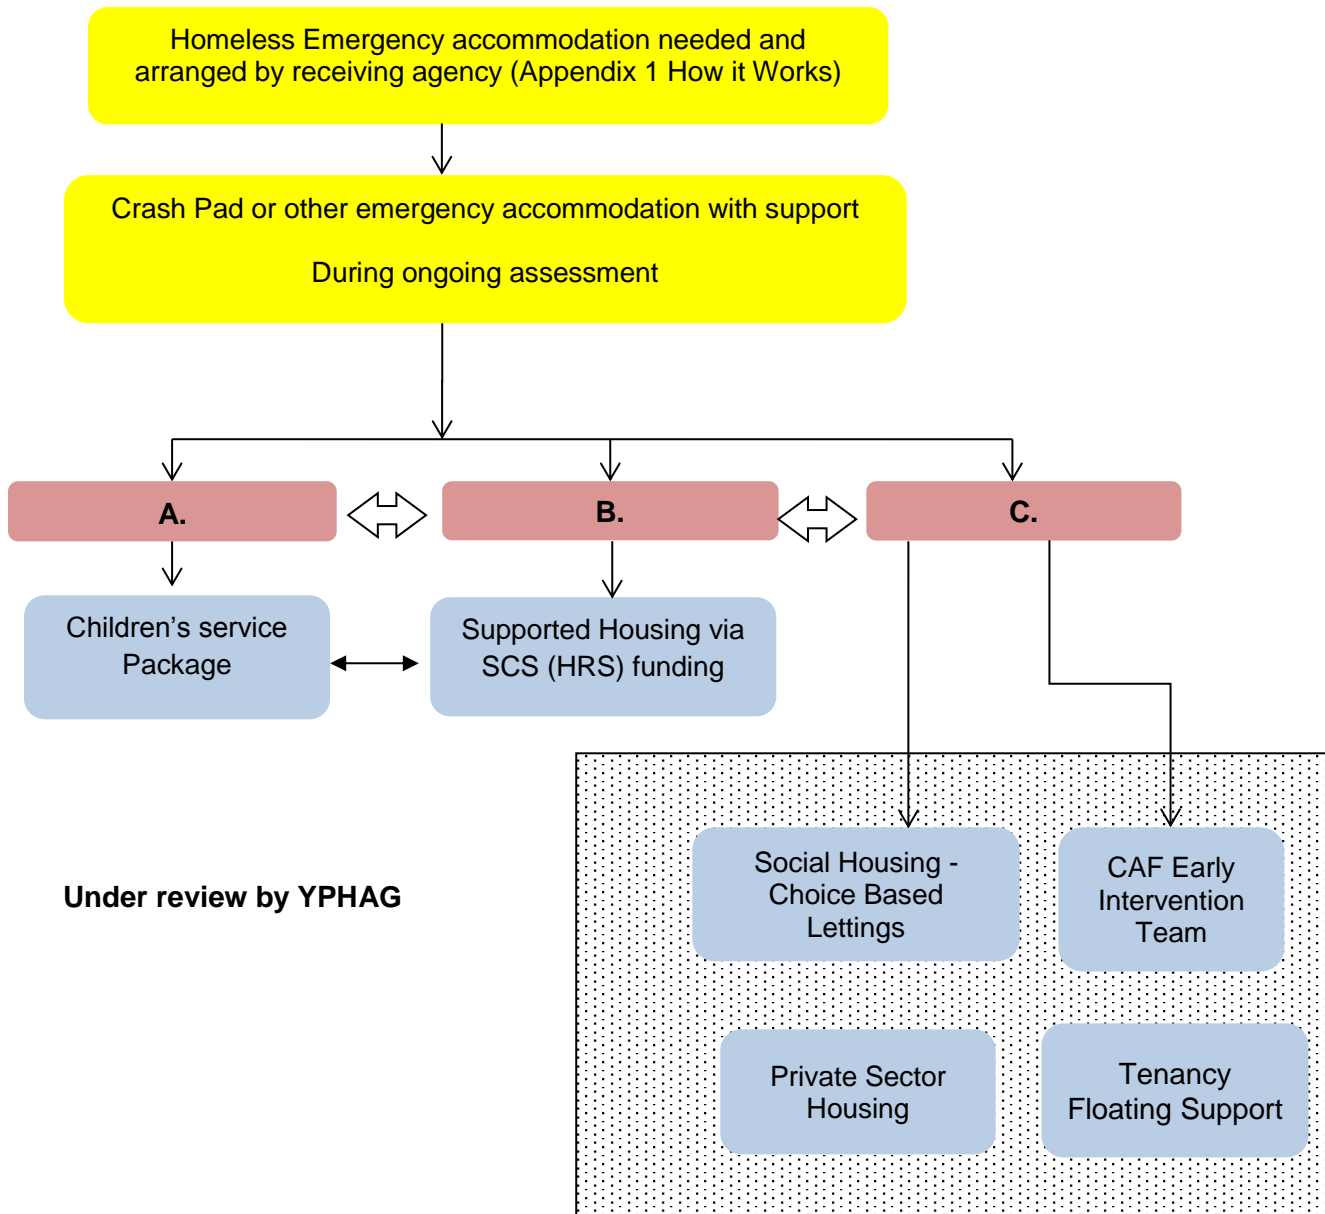 Homeless Emergency accommodation needed and
arranged by receiving agency (Appendix 1 How it Works)
Crash Pad or other emergency accommodation with support
During ongoing assessment
A.
B.
C.
Children’s service
Package
Supported Housing via
SCS (HRS) funding
Under review by YPHAG
Social Housing -
Choice Based
Lettings
CAF Early
Intervention
Team
Private Sector
Housing
Tenancy
Floating Support